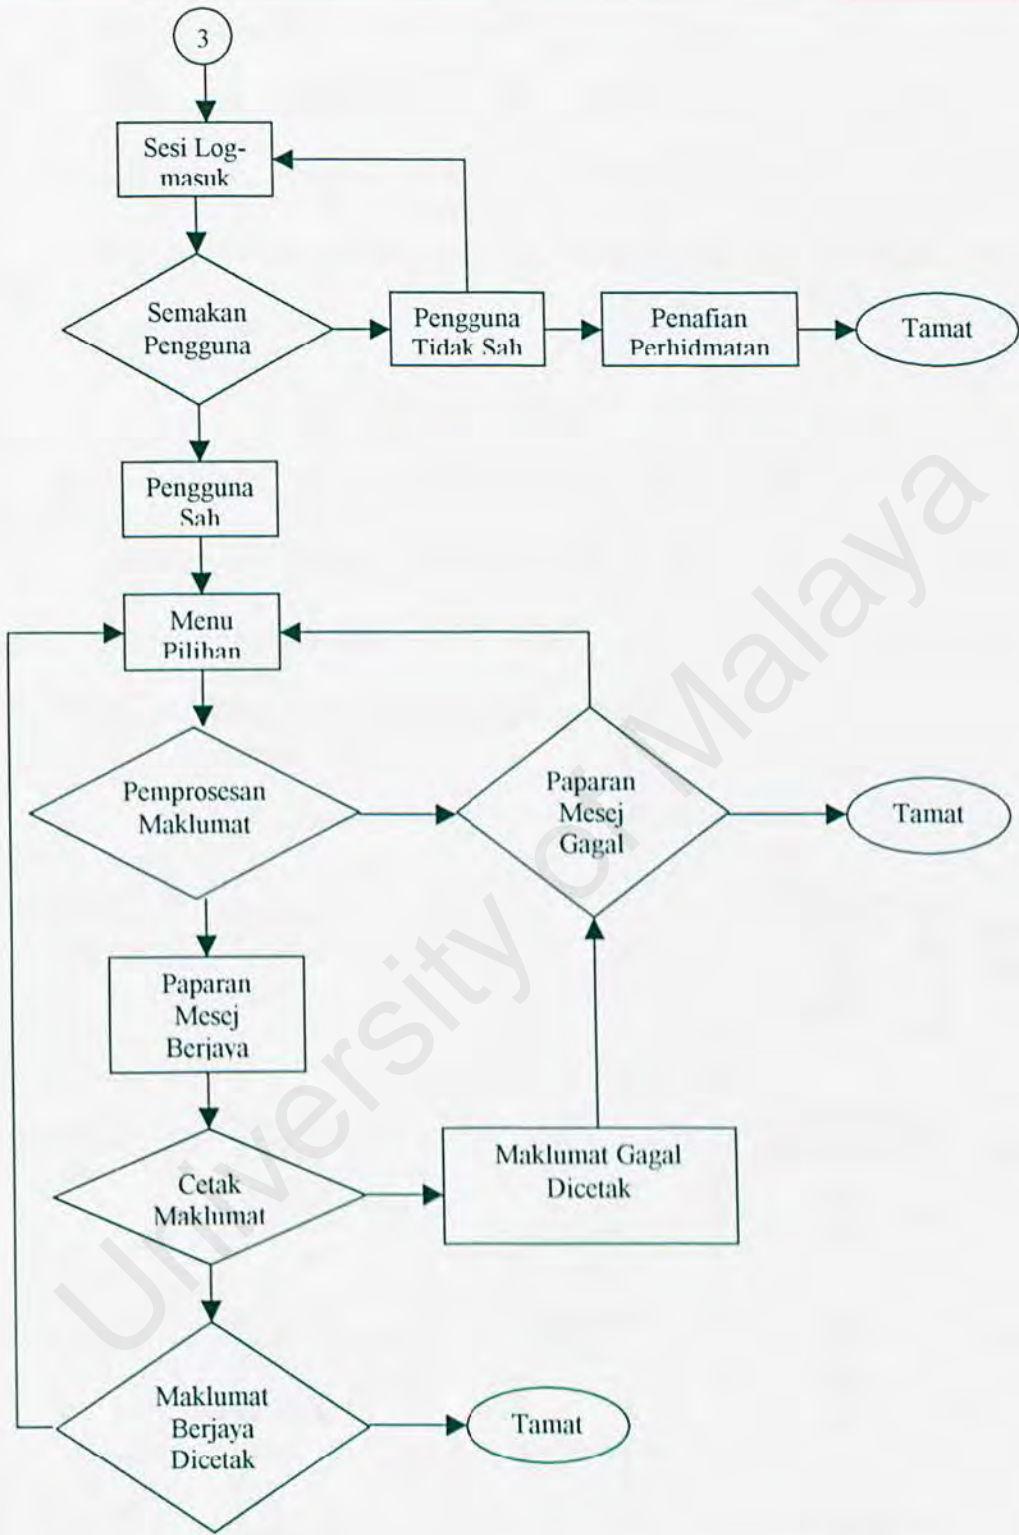 3
Sesi Log-
masuk
Semakan
Pengguna
Pengguna
Tidak Sah
Penafian
Perhidmatan
Tamat
Pengguna
Sah
Menu
Pilihan
Pemprosesan
Maklumat
Paparan
Mesej
Gagal
Tamat
Paparan
Mesej
Berjaya
Cetak
Maklumat
Maklumat Gagal
Dicetak
Maklumat
Berjaya
Dicetak
Tamat
University of Malaya